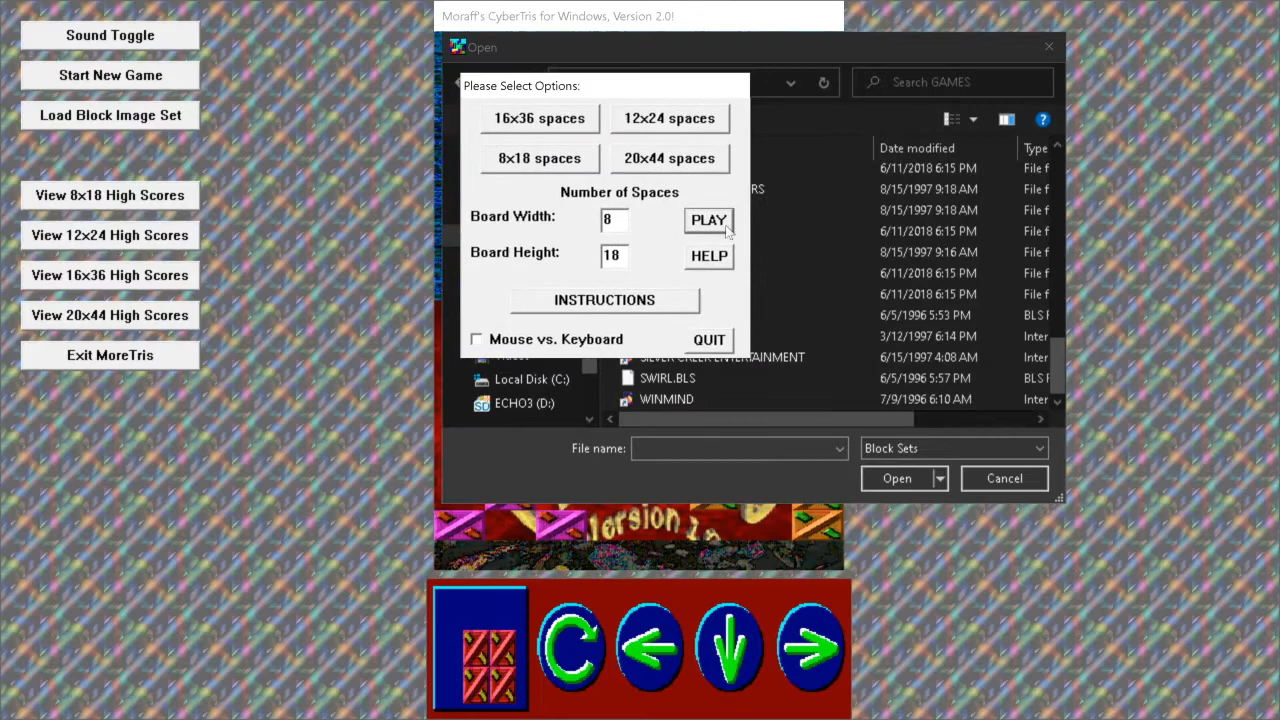 Sound Toggle
Start New Game
Load Block Image Set
View 8x18 High Scores
View 12x24 High Scores
View 16x36 High Scores
View 20x44 High Scores
Exit MoreTris
Moraff's CyberTris for Windows, Version 2.0!
Open
Search GAMES
Please Select Options:
16x36 spaces
12x24 spaces
8x18 spaces
20x44 spaces
Number of Spaces
Board Width:
8
PLAY
Board Height:
18
HELP
INSTRUCTIONS
Mouse vs. Keyboard
QUIT
Date modified
Type
6/11/2018 6:15 PM
File f
RS
8/15/1997 9:18 AM
File f
8/15/1997 9:18 AM
File f
6/11/2018 6:15 PM
File f
8/15/1997 9:16 AM
File f
6/11/2018 6:15 PM
File f
6/11/2018 6:15 PM
File f
6/5/1996 5:53 PM
BLS F
3/12/1997 6:14 PM
Inter
SILVER CREEK ENTERTAINMENT
6/15/1997 4:08 AM
Inter
Local Disk (C:)
SWIRL.BLS
6/5/1996 5:57 PM
BLS F
ECHO3 (D:)
WINMIND
7/9/1996 6:10 AM
Inter
File name:
Block Sets
Open
Cancel
Version